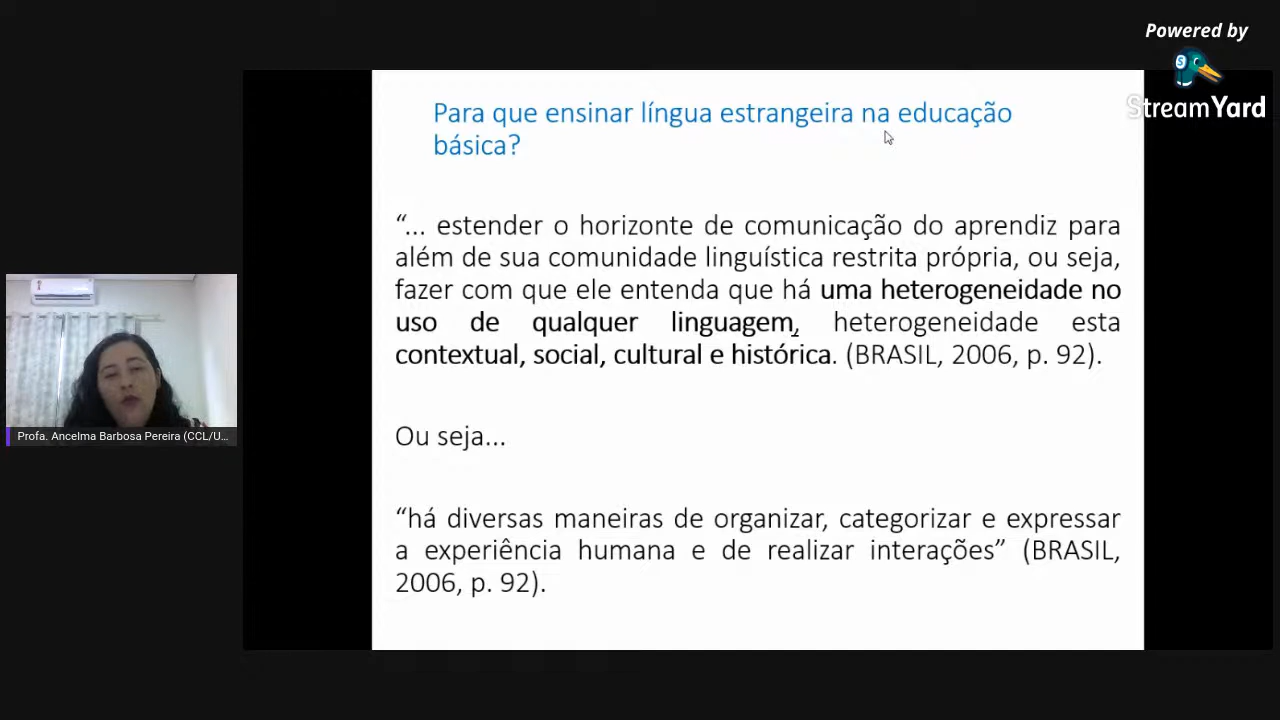 Powered by
StreamYard
Para que ensinar língua estrangeira na educação
básica?
“... estender o horizonte de comunicação do aprendiz para
além de sua comunidade linguística restrita própria, ou seja,
fazer com que ele entenda que há uma heterogeneidade no
uso de qualquer linguagem, heterogeneidade esta
contextual, social, cultural e histórica. (BRASIL, 2006, p. 92).
Ou seja...
“há diversas maneiras de organizar, categorizar e expressar
a experiência humana e de realizar interações” (BRASIL,
2006, p. 92).
Profa. Ancelma Barbosa Pereira (CCL/U...